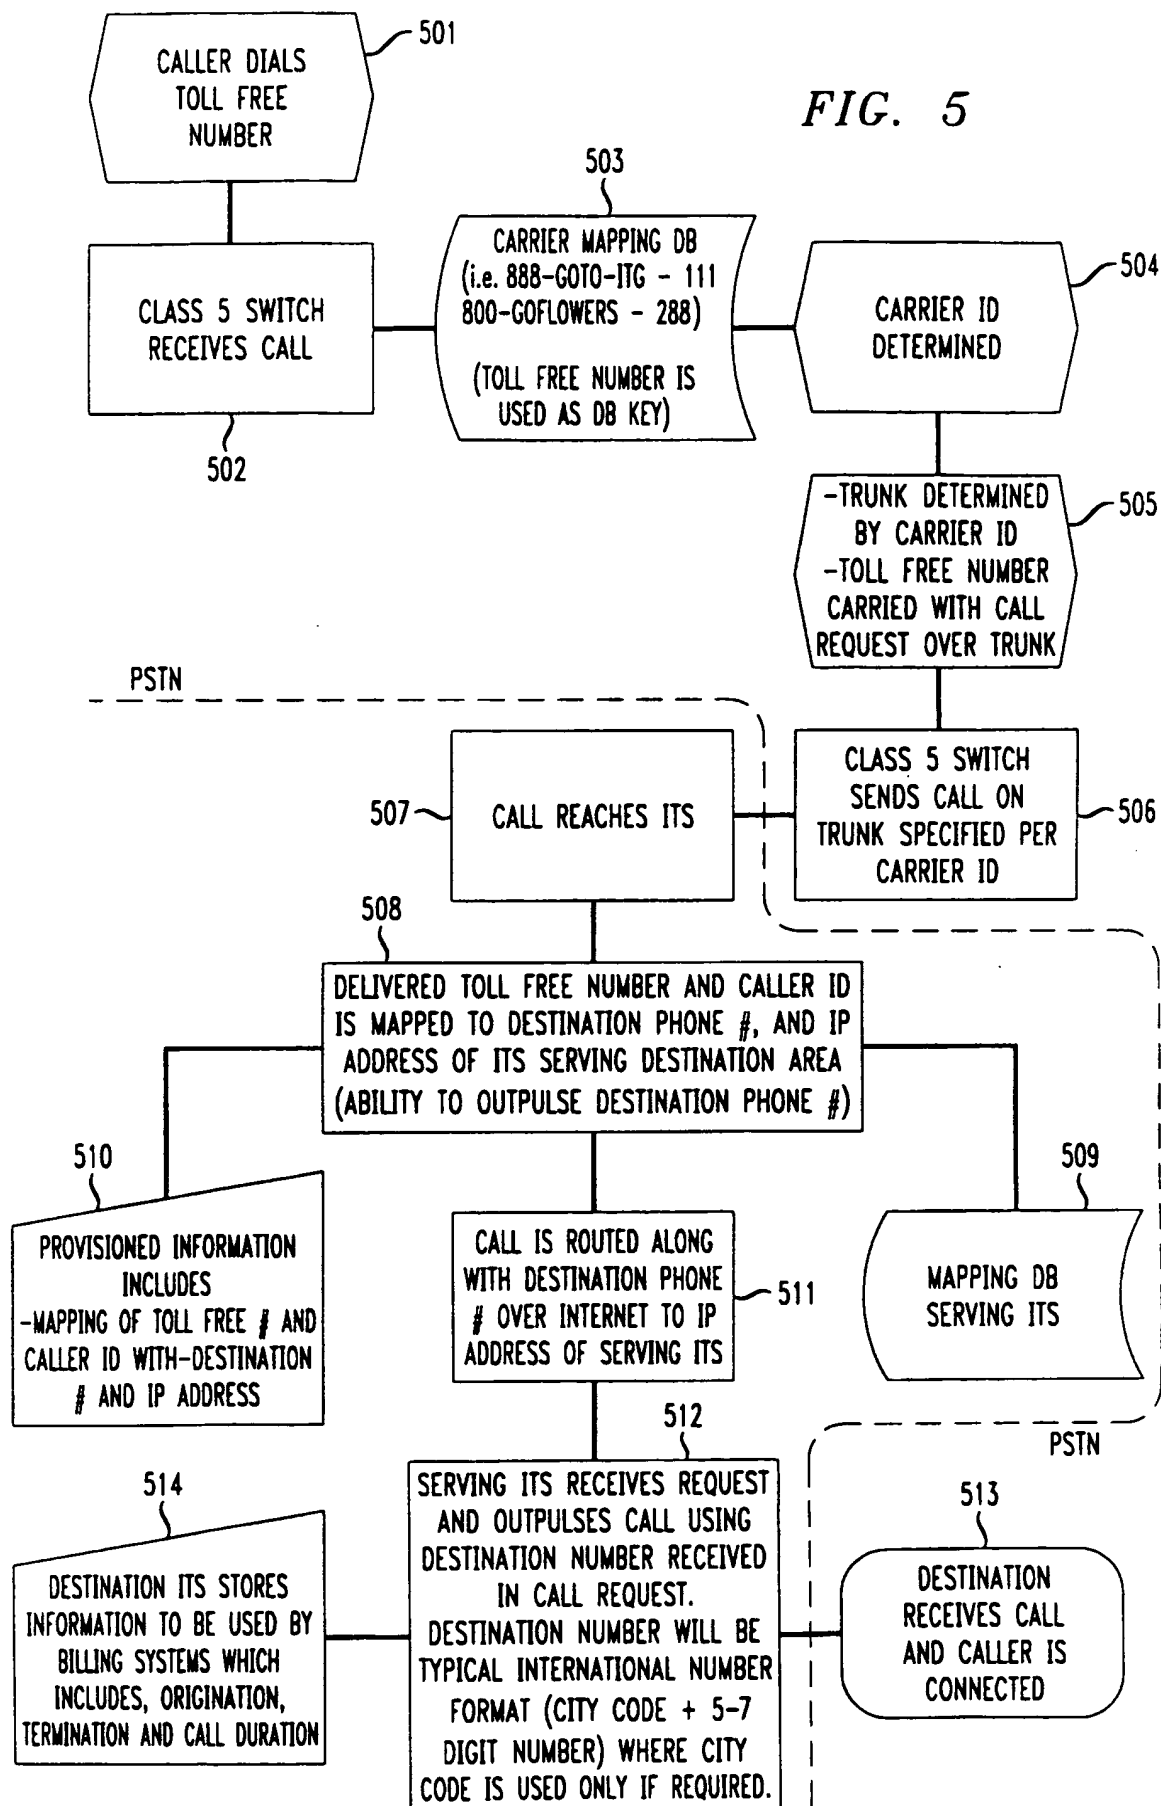 FIG. 5
501
CALLER DIALS
TOLL FREE
NUMBER
CLASS 5 SWITCH
RECEIVES CALL
502
503
CARRIER MAPPING DB
(i.e. 888-GOTO-ITG - 111
800-GOFLOWERS - 288)
(TOLL FREE NUMBER IS
USED AS DB KEY)
504
CARRIER ID
DETERMINED
505
-TRUNK DETERMINED
BY CARRIER ID
-TOLL FREE NUMBER
CARRIED WITH CALL
REQUEST OVER TRUNK
PSTN
CLASS 5 SWITCH
SENDS CALL ON
TRUNK SPECIFIED PER
CARRIER ID
506
507
CALL REACHES ITS
508
DELIVERED TOLL FREE NUMBER AND CALLER ID
IS MAPPED TO DESTINATION PHONE #, AND IP
ADDRESS OF ITS SERVING DESTINATION AREA
(ABILITY TO OUTPULSE DESTINATION PHONE #)
510
PROVISIONED INFORMATION
INCLUDES
-MAPPING OF TOLL FREE # AND
CALLER ID WITH-DESTINATION
# AND IP ADDRESS
CALL IS ROUTED ALONG
WITH DESTINATION PHONE
# OVER INTERNET TO IP
ADDRESS OF SERVING ITS
511
509
MAPPING DB
SERVING ITS
PSTN
512
SERVING ITS RECEIVES REQUEST
AND OUTPULSES CALL USING
DESTINATION NUMBER RECEIVED
IN CALL REQUEST.
DESTINATION NUMBER WILL BE
TYPICAL INTERNATIONAL NUMBER
FORMAT (CITY CODE + 5-7
DIGIT NUMBER) WHERE CITY
CODE IS USED ONLY IF REQUIRED.
514
DESTINATION ITS STORES
INFORMATION TO BE USED BY
BILLING SYSTEMS WHICH
INCLUDES, ORIGINATION,
TERMINATION AND CALL DURATION
513
DESTINATION
RECEIVES CALL
AND CALLER IS
CONNECTED